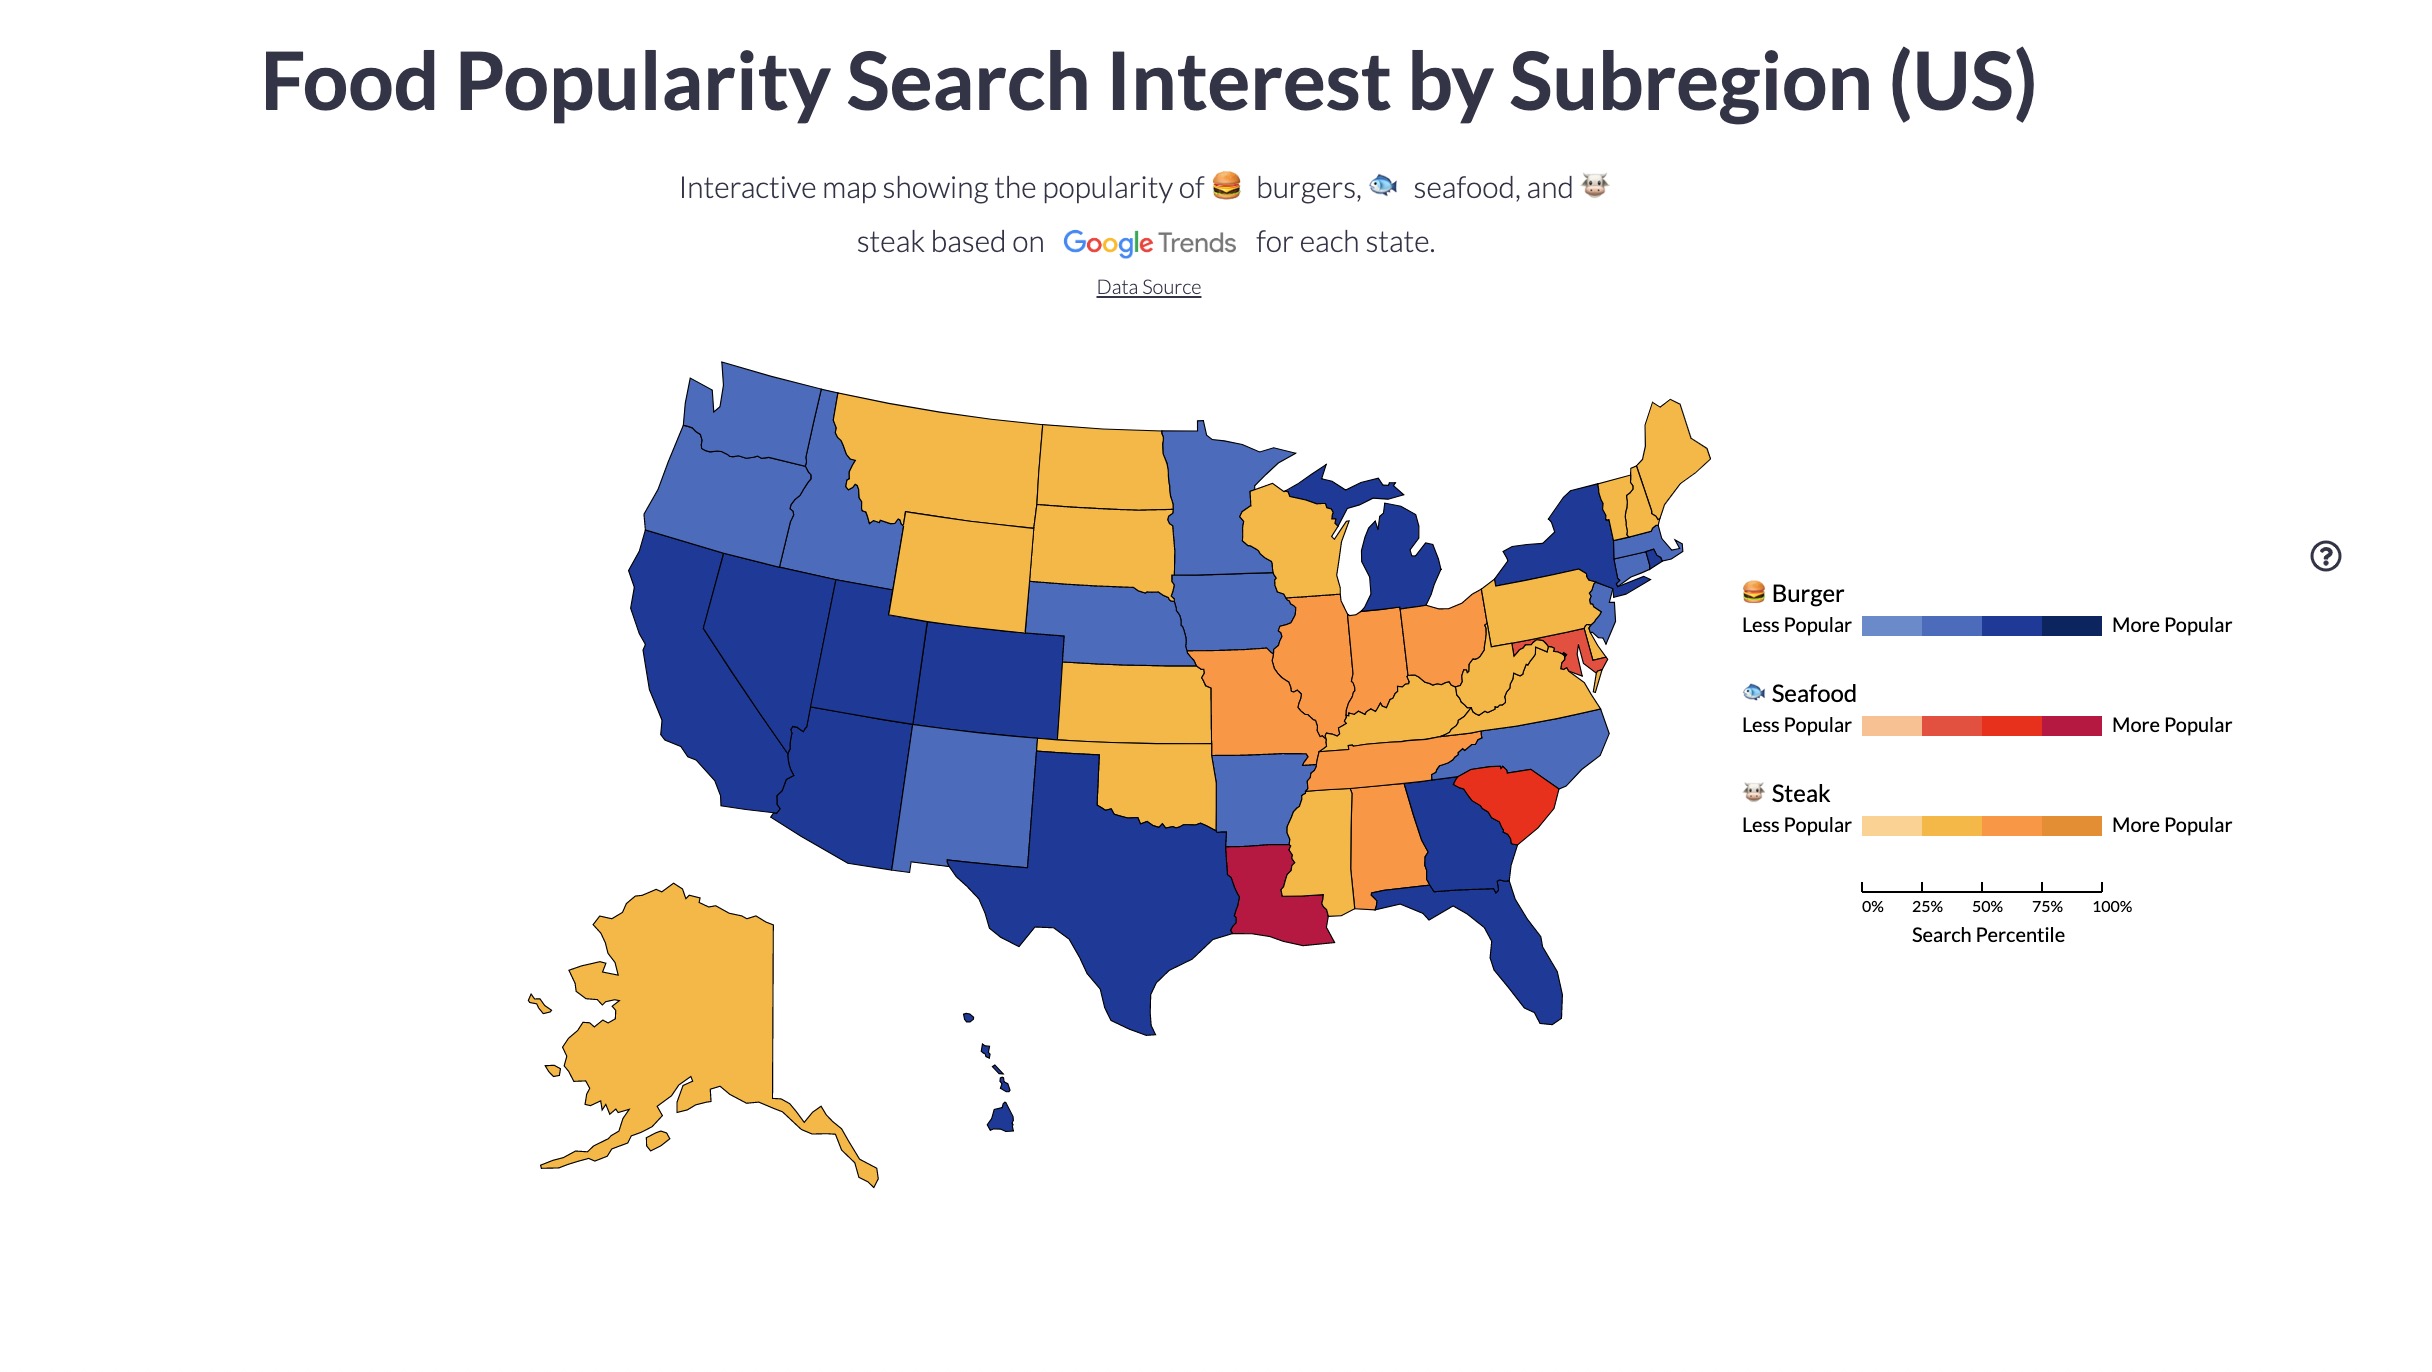 Food Popularity Search Interest by Subregion (US)
Interactive map showing the popularity of 🍔 burgers, 🐟 seafood, and 🐮
steak based on Google Trends for each state.
Data Source
?
🍔 Burger
Less Popular More Popular
🐟 Seafood
Less Popular More Popular
🐮 Steak
Less Popular More Popular
0% 25% 50% 75% 100%
Search Percentile